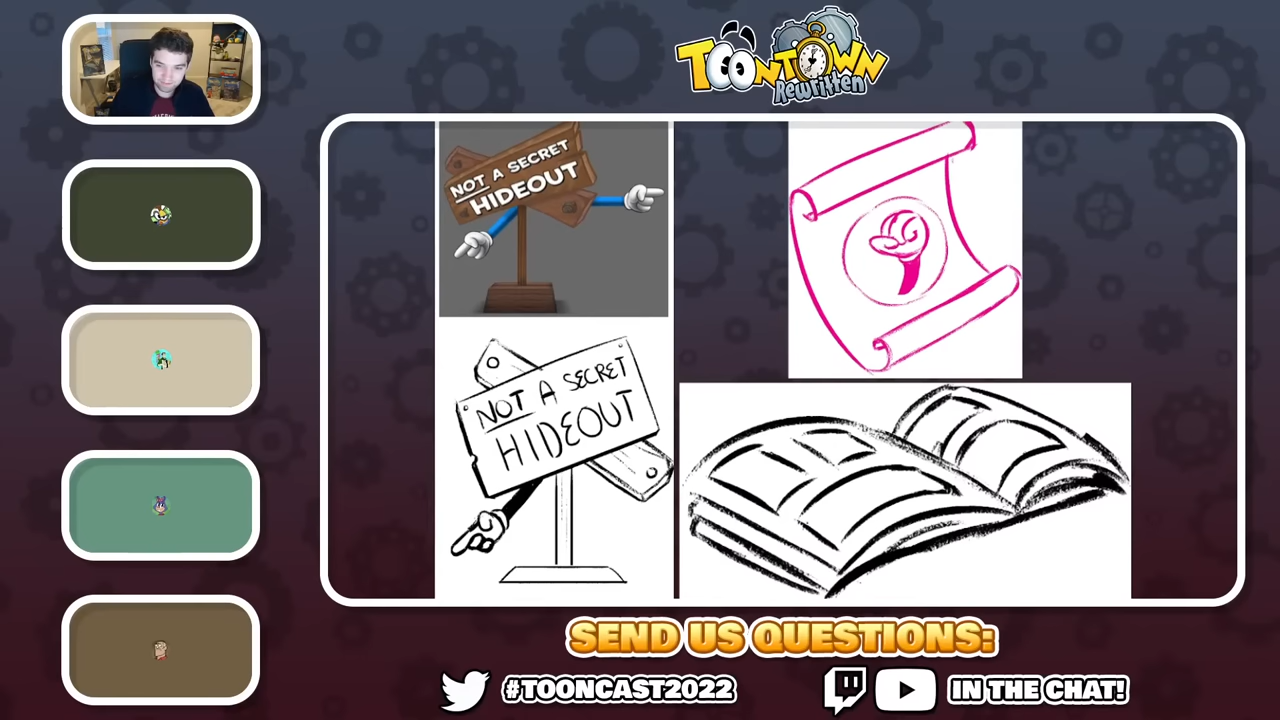 TOONTOWN
Rewritten
NOT A SECRET
HIDEOUT
NOT A SECRET
HIDEOUT
SEND US QUESTIONS:
#TOONCAST2022
IN THE CHAT!